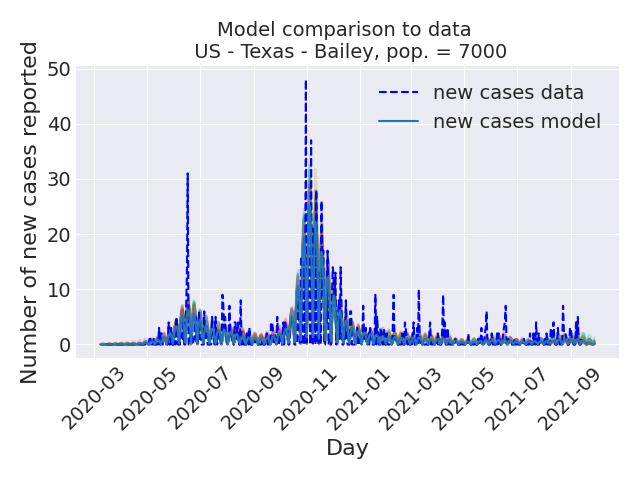 Model comparison to data
US - Texas - Bailey, pop. = 7000
Number of new cases reported
50
40
30
20
10
0
new cases data
new cases model
2020-03
2020-05
2020-07
2020-09
2020-11
2021-01
2021-03
2021-05
2021-07
2021-09
Day